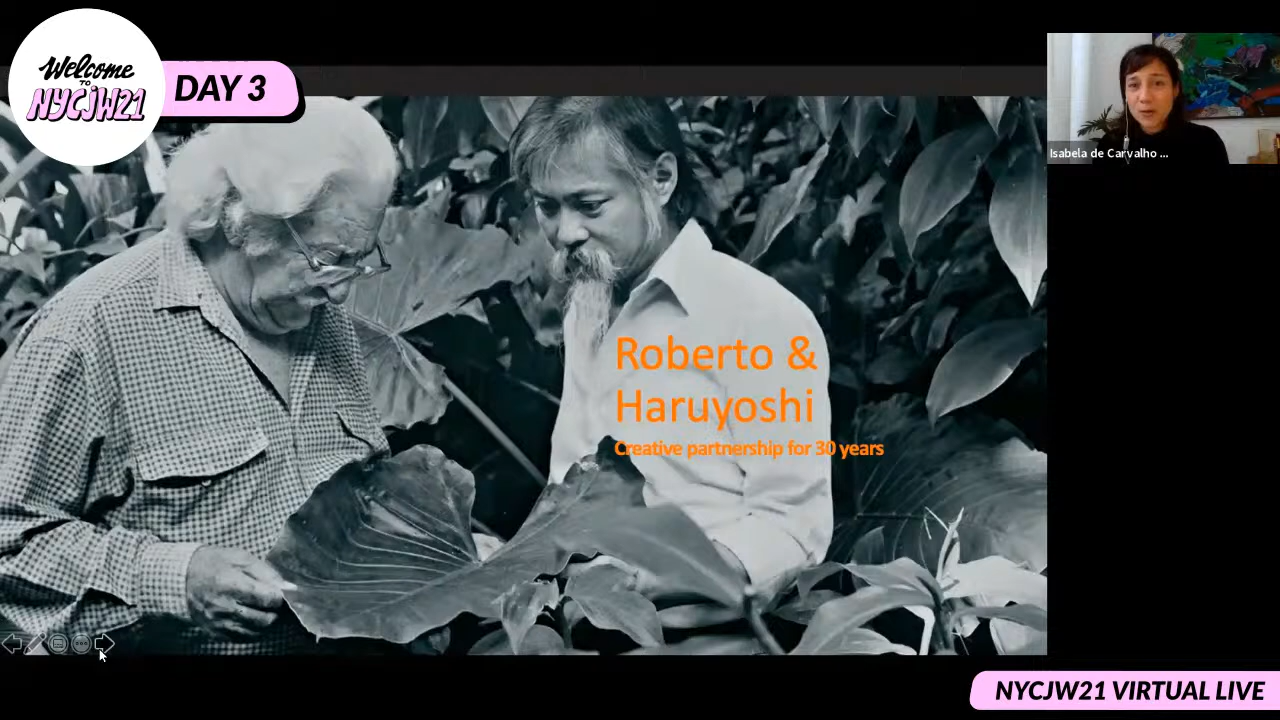 Welcome
TO
NYCJW21
DAY 3
Isabela de Carvalho ...
Roberto &
Haruyoshi
Creative partnership for 30 years
NYCJW21 VIRTUAL LIVE